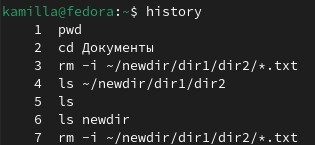 kamilla@fedora:~$ history
1 pwd
2 cd Документы
3 rm -i ~/newdir/dir1/dir2/*.txt
4 ls ~/newdir/dir1/dir2
5 ls
6 ls newdir
7 rm -i ~/newdir/dir1/dir2/*.txt